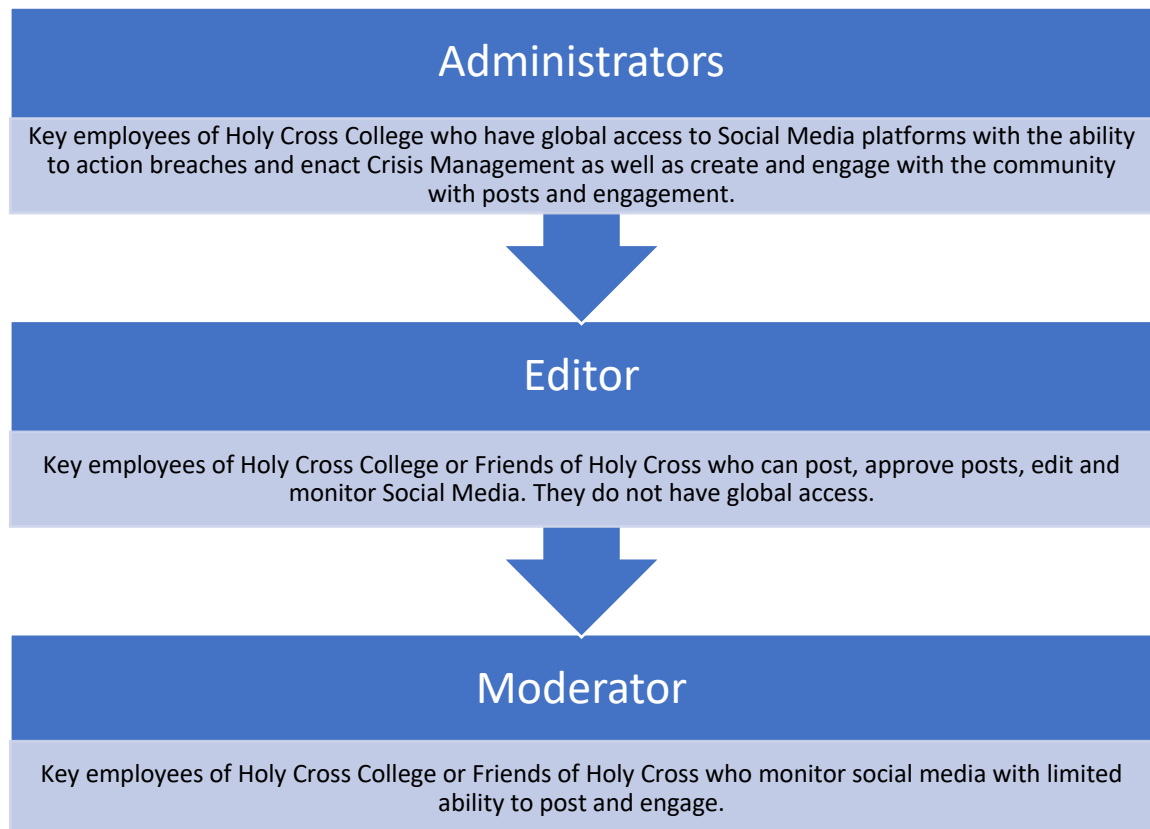 Administrators
Key employees of Holy Cross College who have global access to Social Media platforms with the ability
to action breaches and enact Crisis Management as well as create and engage with the community
with posts and engagement.
Editor
Key employees of Holy Cross College or Friends of Holy Cross who can post, approve posts, edit and
monitor Social Media. They do not have global access.
Moderator
Key employees of Holy Cross College or Friends of Holy Cross who monitor social media with limited
ability to post and engage.